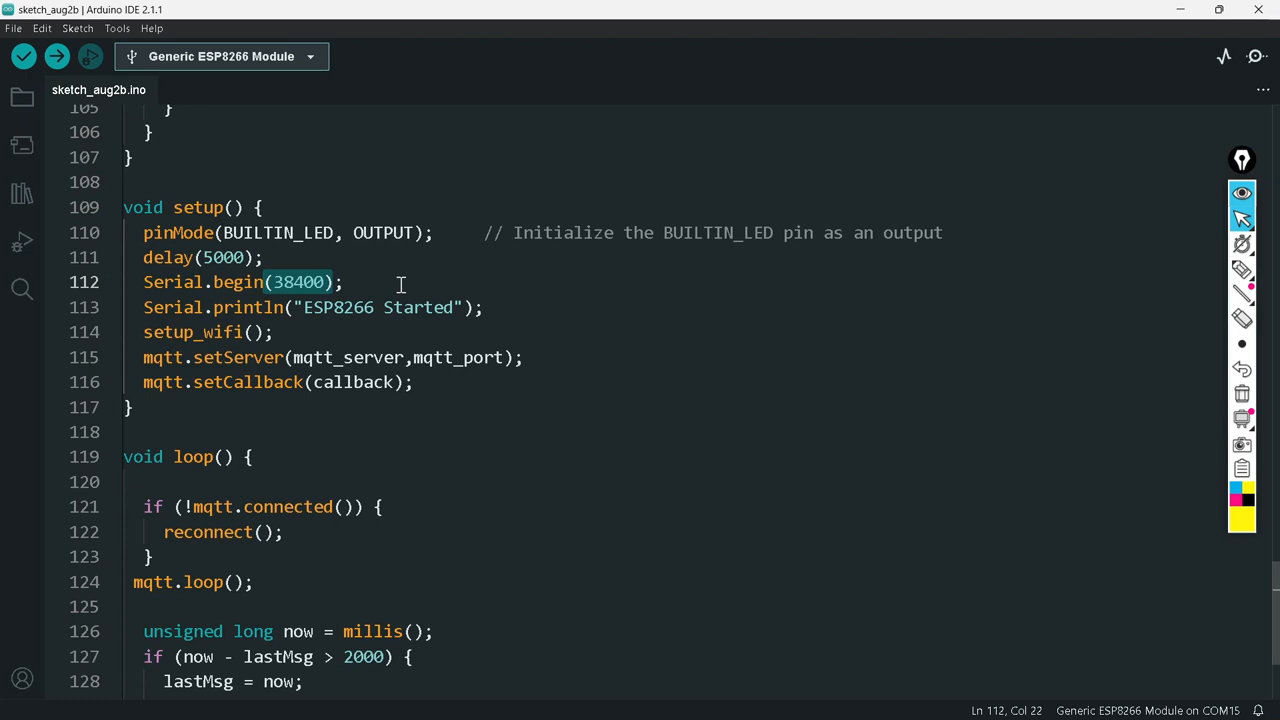 sketch_aug2b | Arduino IDE 2.1.1
File Edit Sketch Tools Help
Generic ESP8266 Module
sketch_aug2b.ino
105 }
106 }
107 }
108
109 void setup() {
110 pinMode(BUILTIN_LED, OUTPUT); // Initialize the BUILTIN_LED pin as an output
111 delay(5000);
112 Serial.begin(38400);
113 Serial.println("ESP8266 Started");
114 setup_wifi();
115 mqtt.setServer(mqtt_server,mqtt_port);
116 mqtt.setCallback(callback);
117 }
118
119 void loop() {
120
121 if (!mqtt.connected()) {
122 reconnect();
123 }
124 mqtt.loop();
125
126 unsigned long now = millis();
127 if (now - lastMsg > 2000) {
128 lastMsg = now;
Ln 112, Col 22 Generic ESP8266 Module on COM15